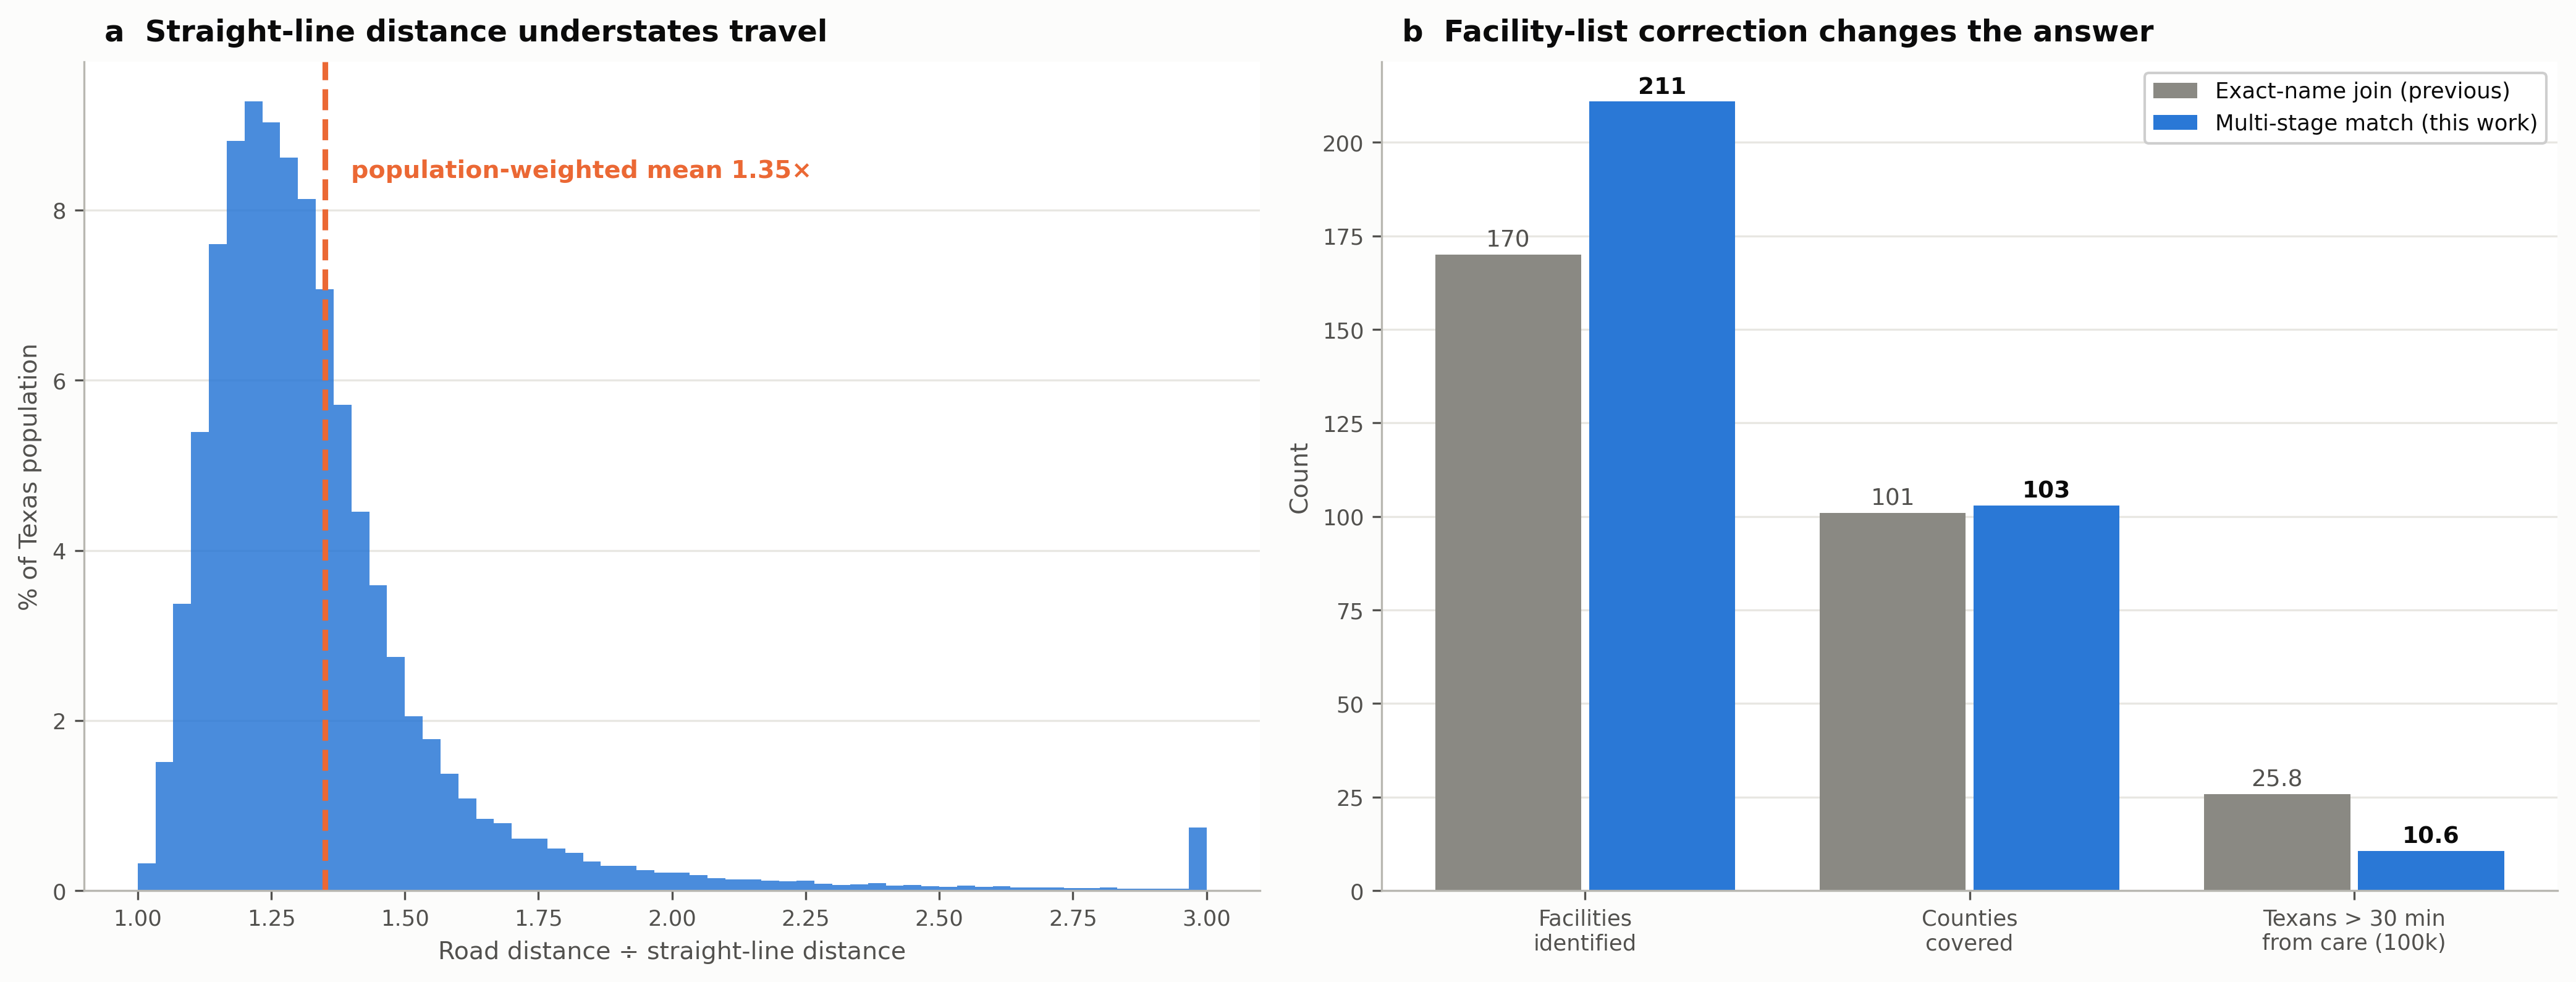 a Straight-line distance understates travel
population-weighted mean 1.35×
% of Texas population
8
6
4
2
0
1.00 1.25 1.50 1.75 2.00 2.25 2.50 2.75 3.00
Road distance ÷ straight-line distance
b Facility-list correction changes the answer
Exact-name join (previous)
Multi-stage match (this work)
Count
200
175
150
125
100
75
50
25
0
170
211
101
103
25.8
10.6
Facilities
identified
Counties
covered
Texans > 30 min
from care (100k)